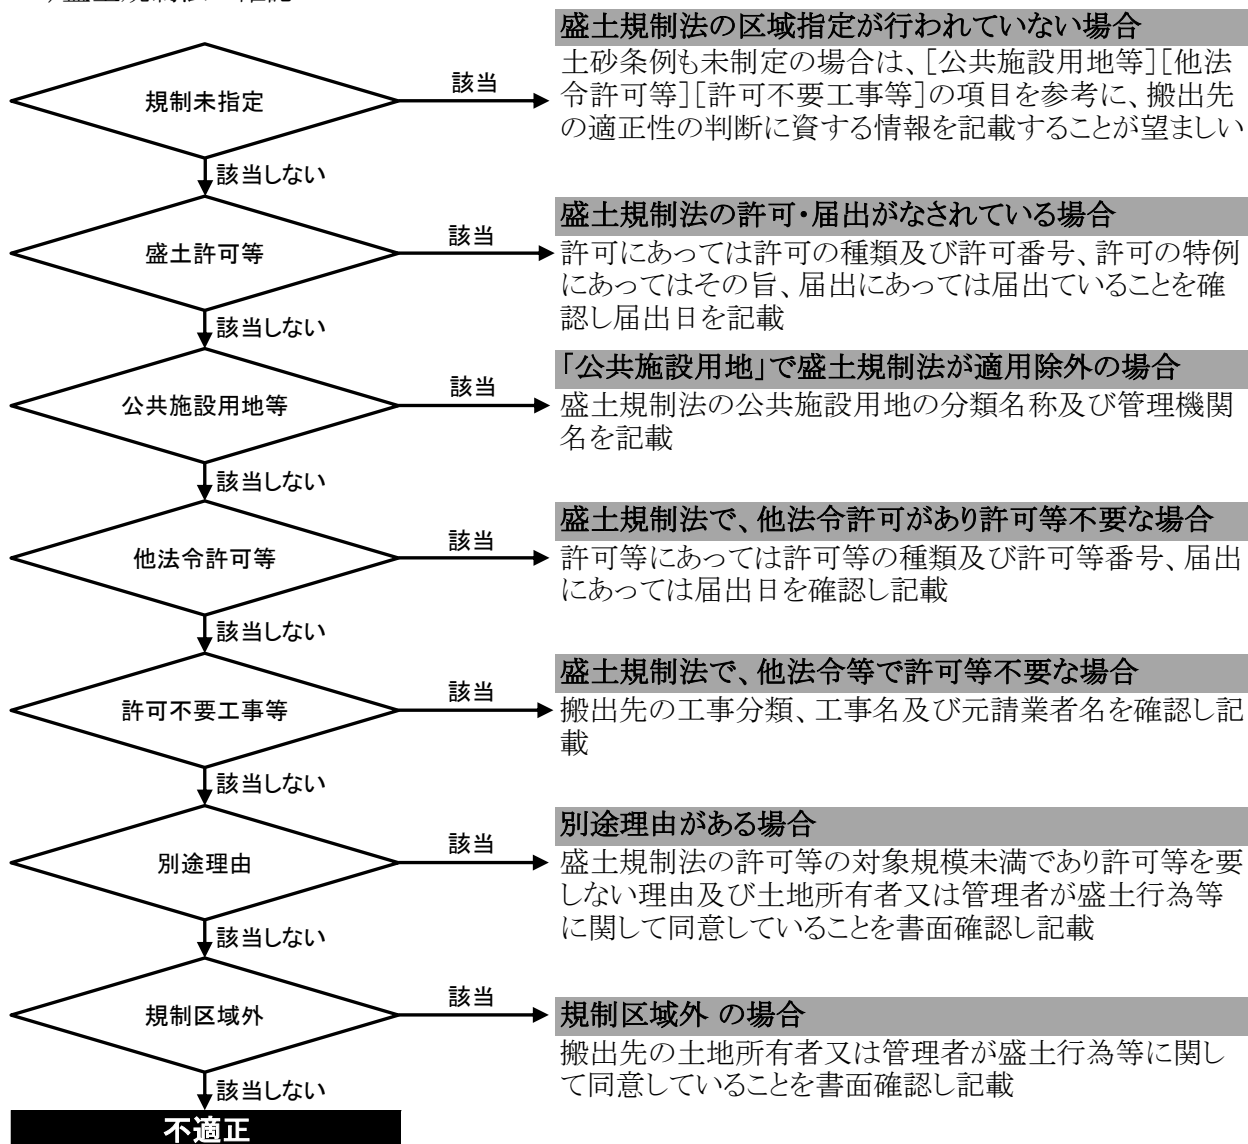 盛土規制法の区域指定が行われていない場合
規制未指定
該当
土砂条例も未制定の場合は、[公共施設用地等][他法
令許可等][許可不要工事等]の項目を参考に、搬出先
の適正性の判断に資する情報を記載することが望ましい
該当しない
盛土規制法の許可・届出がなされている場合
盛土許可等
該当
許可にあっては許可の種類及び許可番号、許可の特例
にあってはその旨、届出にあっては届出ていることを確
認し届出日を記載
該当しない
「公共施設用地」で盛土規制法が適用除外の場合
公共施設用地等
該当
盛土規制法の公共施設用地の分類名称及び管理機関
名を記載
該当しない
盛土規制法で、他法令許可があり許可等不要な場合
他法令許可等
該当
許可等にあっては許可等の種類及び許可等番号、届出
にあっては届出日を確認し記載
該当しない
盛土規制法で、他法令等で許可等不要な場合
許可不要工事等
該当
搬出先の工事分類、工事名及び元請業者名を確認し記
載
該当しない
別途理由がある場合
別途理由
該当
盛土規制法の許可等の対象規模未満であり許可等を要
しない理由及び土地所有者又は管理者が盛土行為等
に関して同意していることを書面確認し記載
該当しない
規制区域外 の場合
規制区域外
該当
搬出先の土地所有者又は管理者が盛土行為等に関し
て同意していることを書面確認し記載
該当しない
不適正